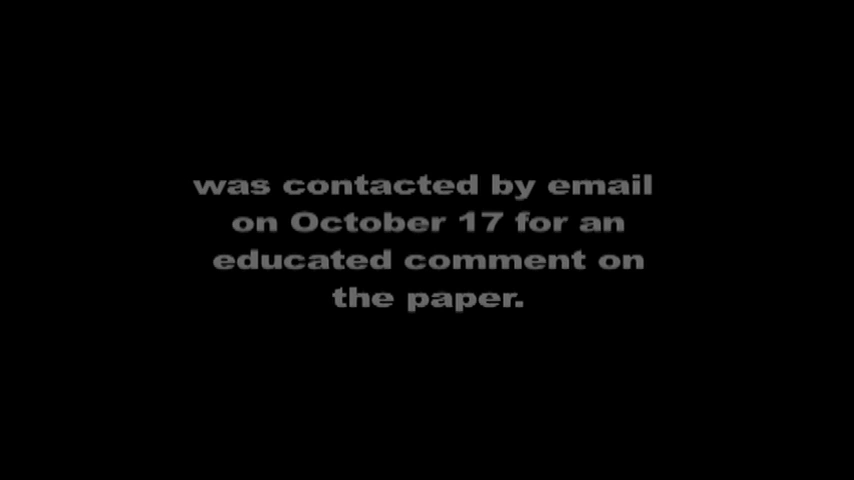 was contacted by email
on October 17 for an
educated comment on
the paper.